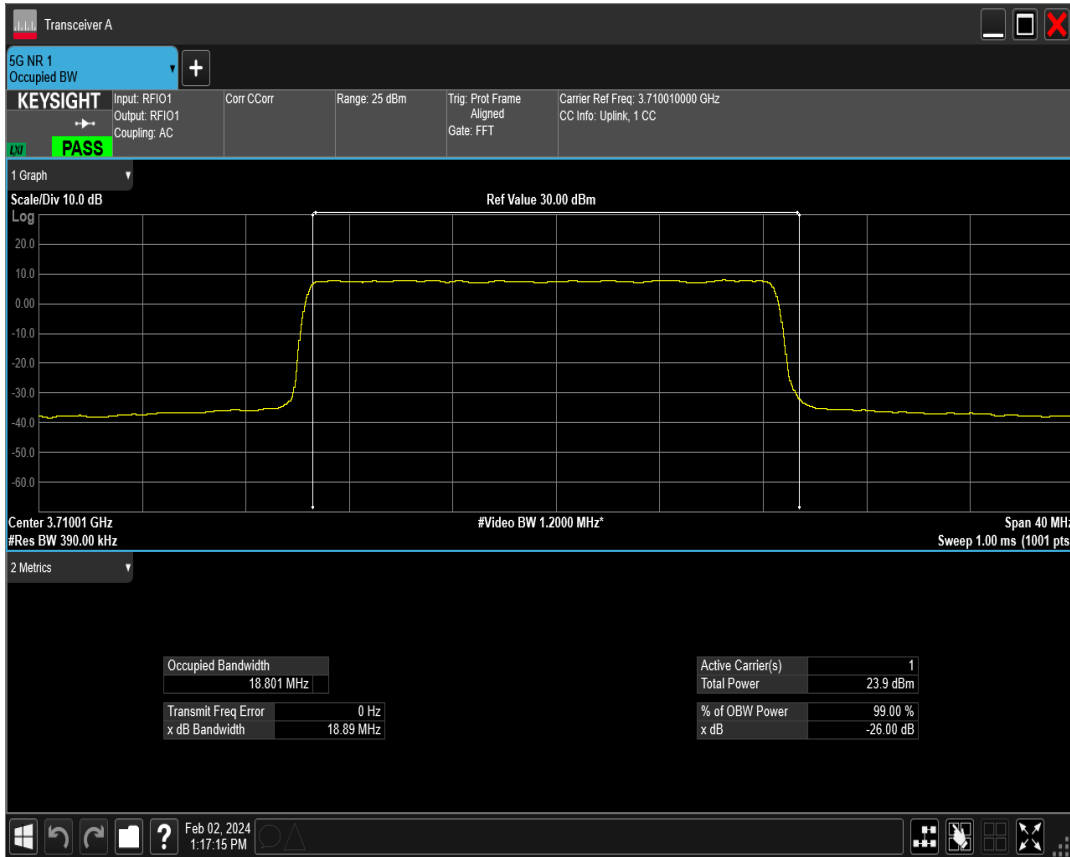 Transceiver A
5G NR 1
Occupied BW
+
KEYSIGHT
LXI
PASS
Input: RFIO1
Output: RFIO1
Coupling: AC
Corr CCorr
Range: 25 dBm
Trig: Prot Frame
Aligned
Gate: FFT
Carrier Ref Freq: 3.710010000 GHz
CC Info: Uplink, 1 CC
1 Graph
Scale/Div 10.0 dB
Ref Value 30.00 dBm
Log
20.0
10.0
0.00
-10.0
-20.0
-30.0
-40.0
-50.0
-60.0
Center 3.71001 GHz
#Video BW 1.2000 MHz*
Span 40 MHz
#Res BW 390.00 kHz
Sweep 1.00 ms (1001 pts
2 Metrics
Occupied Bandwidth
18.801 MHz
Transmit Freq Error 0 Hz
x dB Bandwidth 18.89 MHz
Active Carrier(s) 1
Total Power 23.9 dBm
% of OBW Power 99.00 %
x dB -26.00 dB
?
Feb 02, 2024
1:17:15 PM